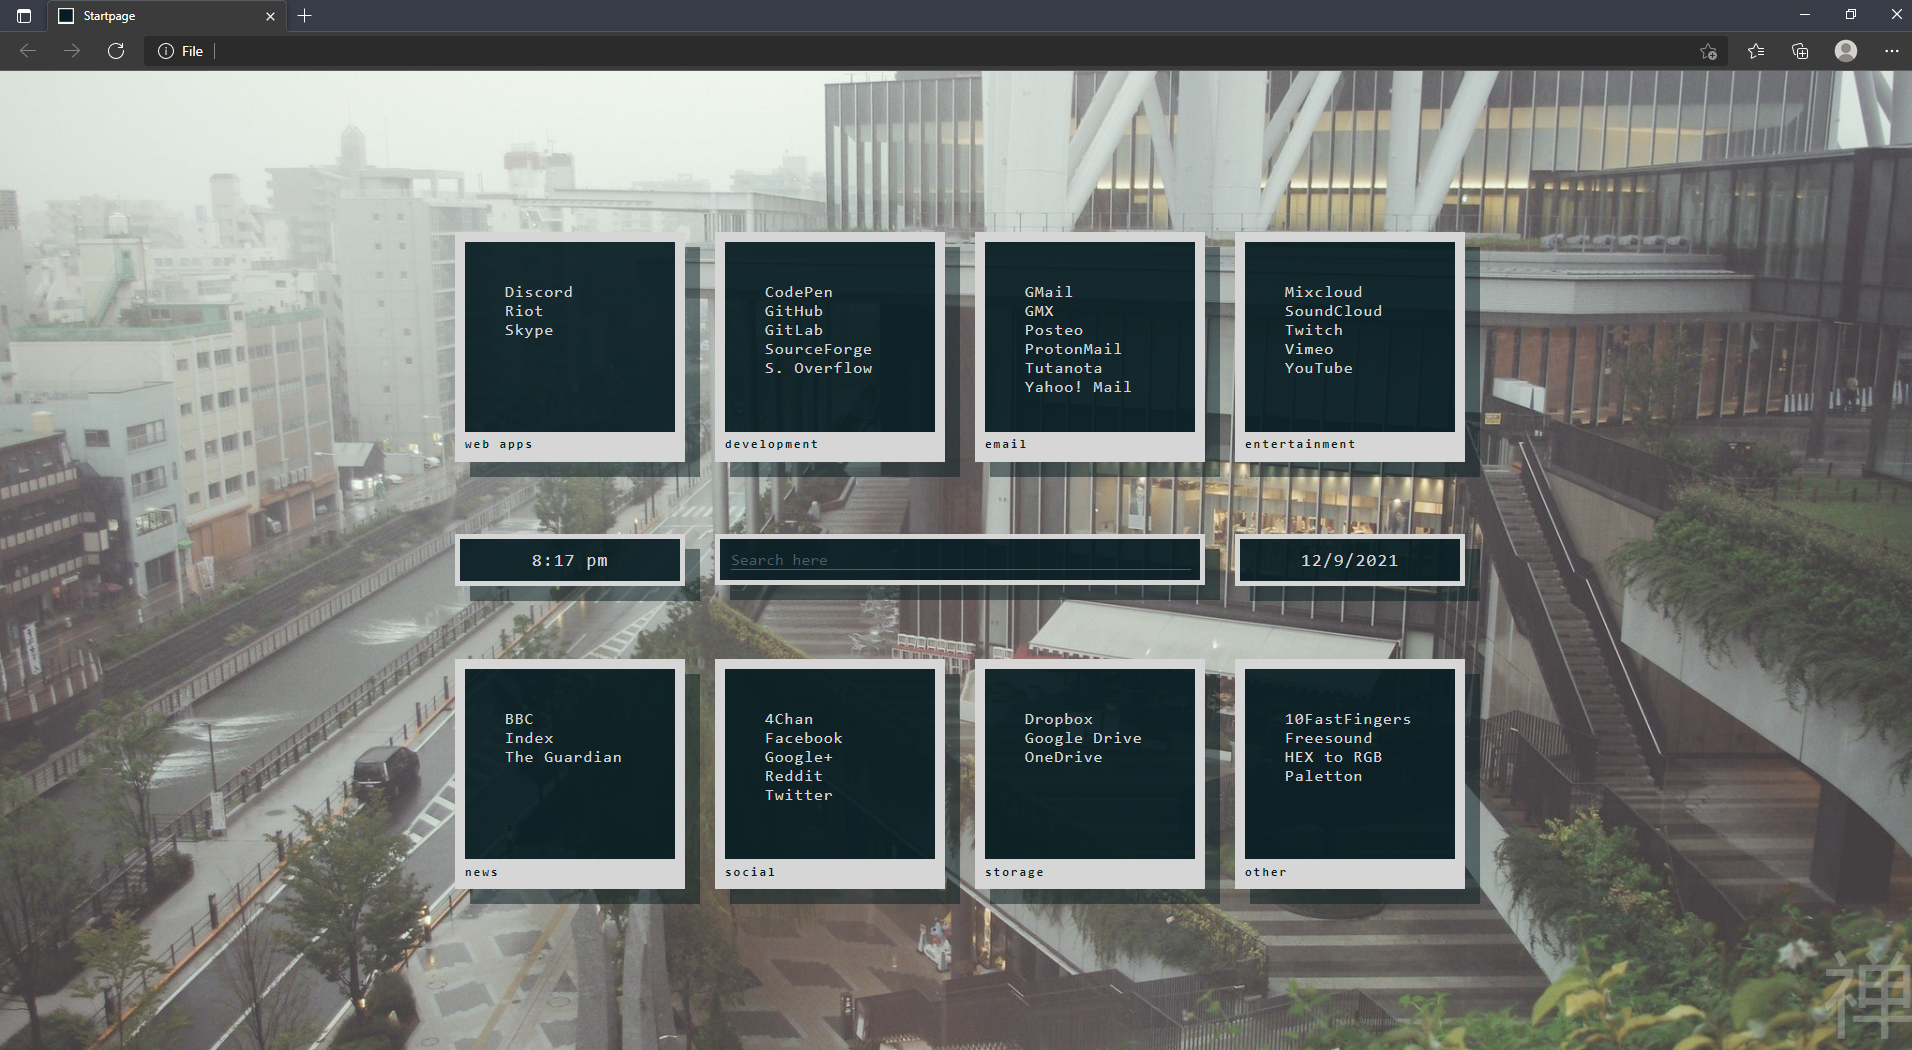 Startpage
File
Discord
Riot
Skype
web apps
CodePen
GitHub
GitLab
SourceForge
S. Overflow
development
GMail
GMX
Posteo
ProtonMail
Tutanota
Yahoo! Mail
email
Mixcloud
SoundCloud
Twitch
Vimeo
YouTube
entertainment
8:17 pm
Search here
12/9/2021
BBC
Index
The Guardian
news
4Chan
Facebook
Google+
Reddit
Twitter
social
Dropbox
Google Drive
OneDrive
storage
10FastFingers
Freesound
HEX to RGB
Paletton
other
禅